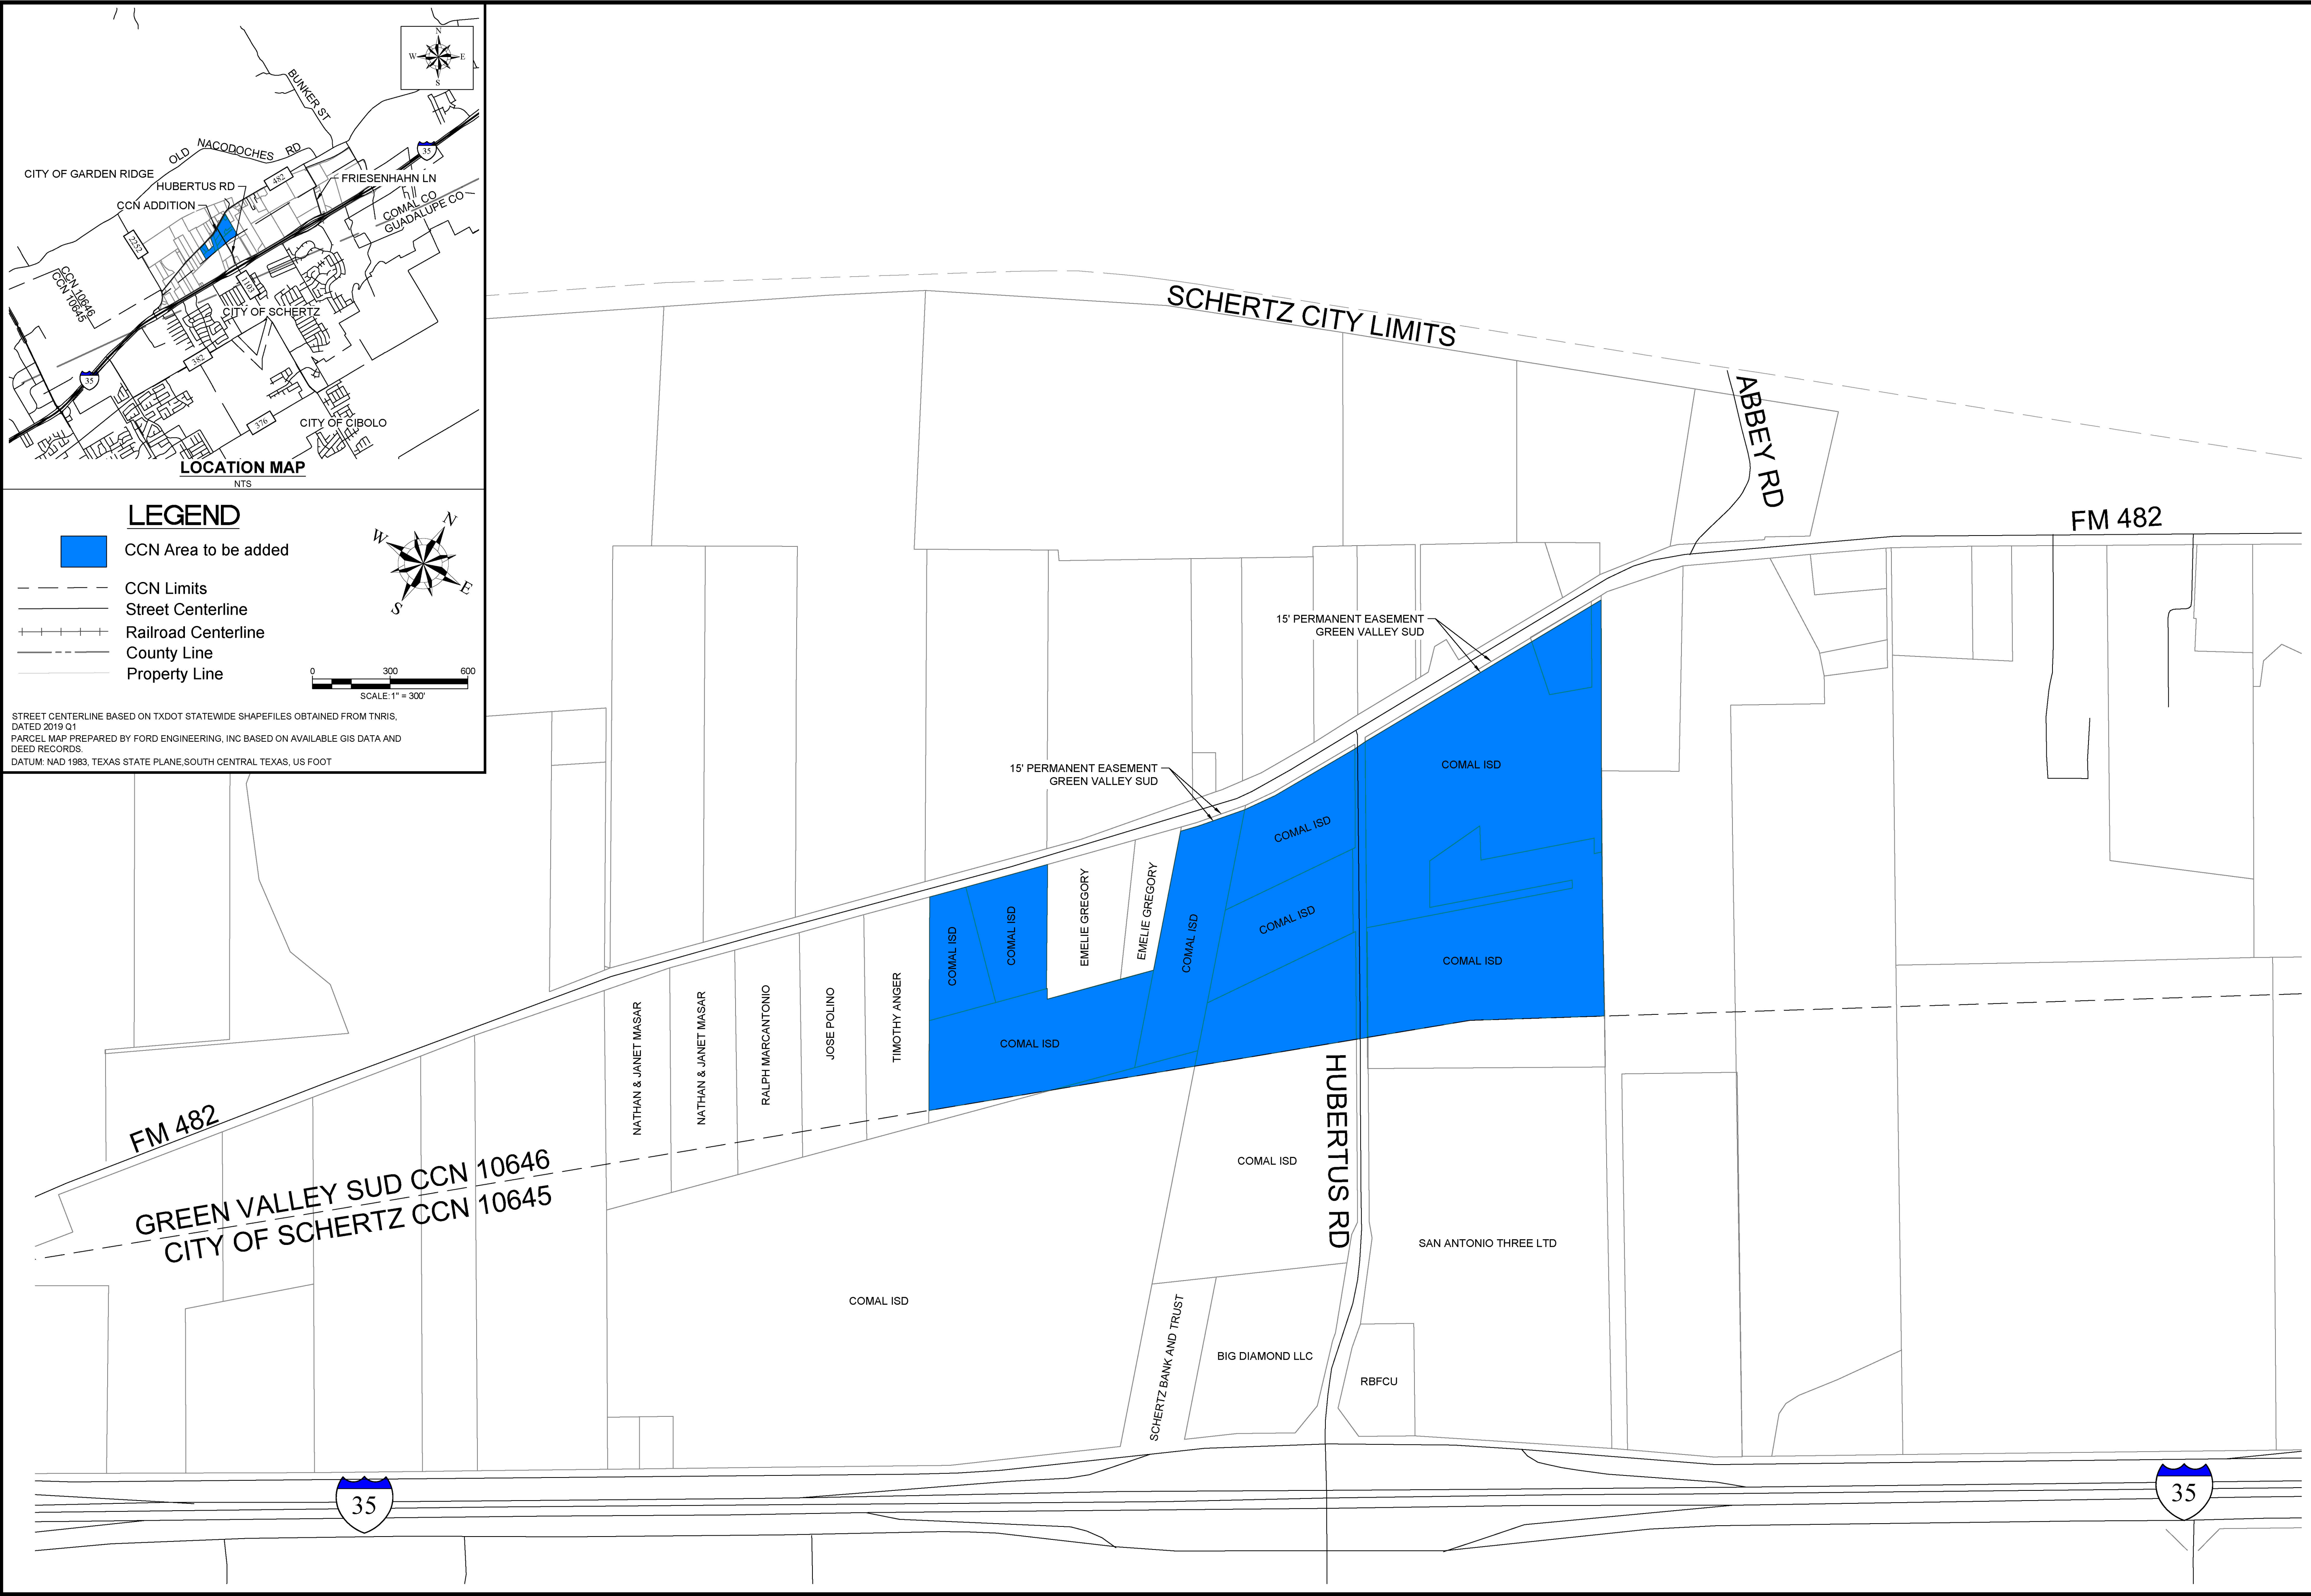 N
W
E
S
BUNKER ST
OLD NACODOCHES RD
35
CITY OF GARDEN RIDGE
482
FRIESENHAHN LN
HUBERTUS RD
COMAL CO
GUADALUPE CO
CCN ADDITION
2252
CCN 10646
CCN 10645
1103
CITY OF SCHERTZ
382
35
376
CITY OF CIBOLO
LOCATION MAP
NTS
LEGEND
CCN Area to be added
CCN Limits
Street Centerline
Railroad Centerline
County Line
Property Line
N
W
E
S
0 300 600
SCALE: 1" = 300'
STREET CENTERLINE BASED ON TXDOT STATEWIDE SHAPEFILES OBTAINED FROM TNRIS,
DATED 2019 Q1
PARCEL MAP PREPARED BY FORD ENGINEERING, INC BASED ON AVAILABLE GIS DATA AND
DEED RECORDS.
DATUM: NAD 1983, TEXAS STATE PLANE,SOUTH CENTRAL TEXAS, US FOOT
SCHERTZ CITY LIMITS
ABBEY RD
FM 482
15' PERMANENT EASEMENT
GREEN VALLEY SUD
15' PERMANENT EASEMENT
GREEN VALLEY SUD
COMAL ISD
COMAL ISD
COMAL ISD
COMAL ISD
COMAL ISD
COMAL ISD
COMAL ISD
COMAL ISD
EMELIE GREGORY
EMELIE GREGORY
NATHAN & JANET MASAR
NATHAN & JANET MASAR
RALPH MARCANTONIO
JOSE POLINO
TIMOTHY ANGER
FM 482
GREEN VALLEY SUD CCN 10646
CITY OF SCHERTZ CCN 10645
HUBERTUS RD
COMAL ISD
SAN ANTONIO THREE LTD
COMAL ISD
SCHERTZ BANK AND TRUST
BIG DIAMOND LLC
RBFCU
35
35